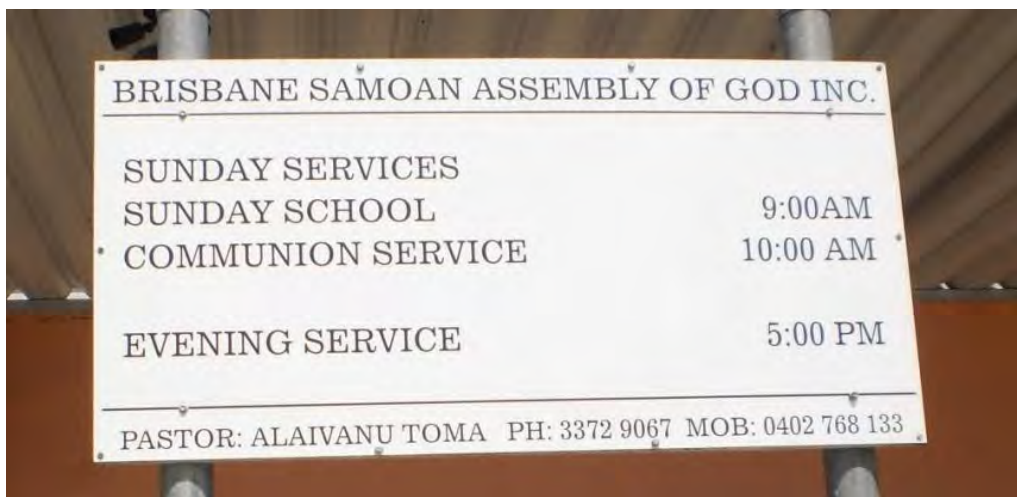 BRISBANE SAMOAN ASSEMBLY OF GOD INC.
SUNDAY SERVICES
SUNDAY SCHOOL 9:00AM
COMMUNION SERVICE 10:00 AM
EVENING SERVICE 5:00 PM
PASTOR: ALAIVANU TOMA PH: 3372 9067 MOB: 0402 768 133